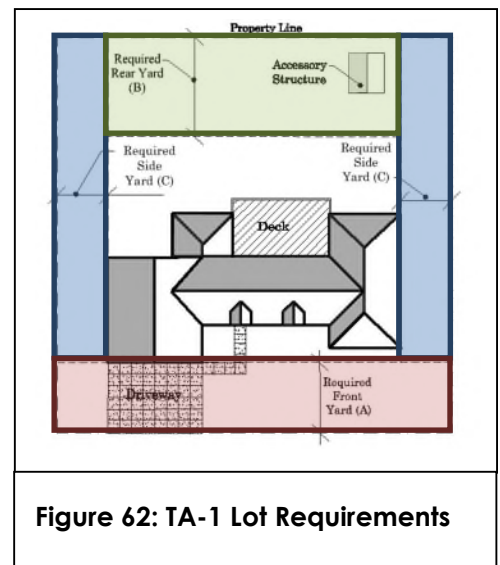 Property Line
Required
Rear Yard
(B)
Accessory
Structure
Required
Side
Yard (C)
Required
Side
Yard (C)
Deck
Driveway
Required
Front
Yard (A)
Figure 62: TA-1 Lot Requirements